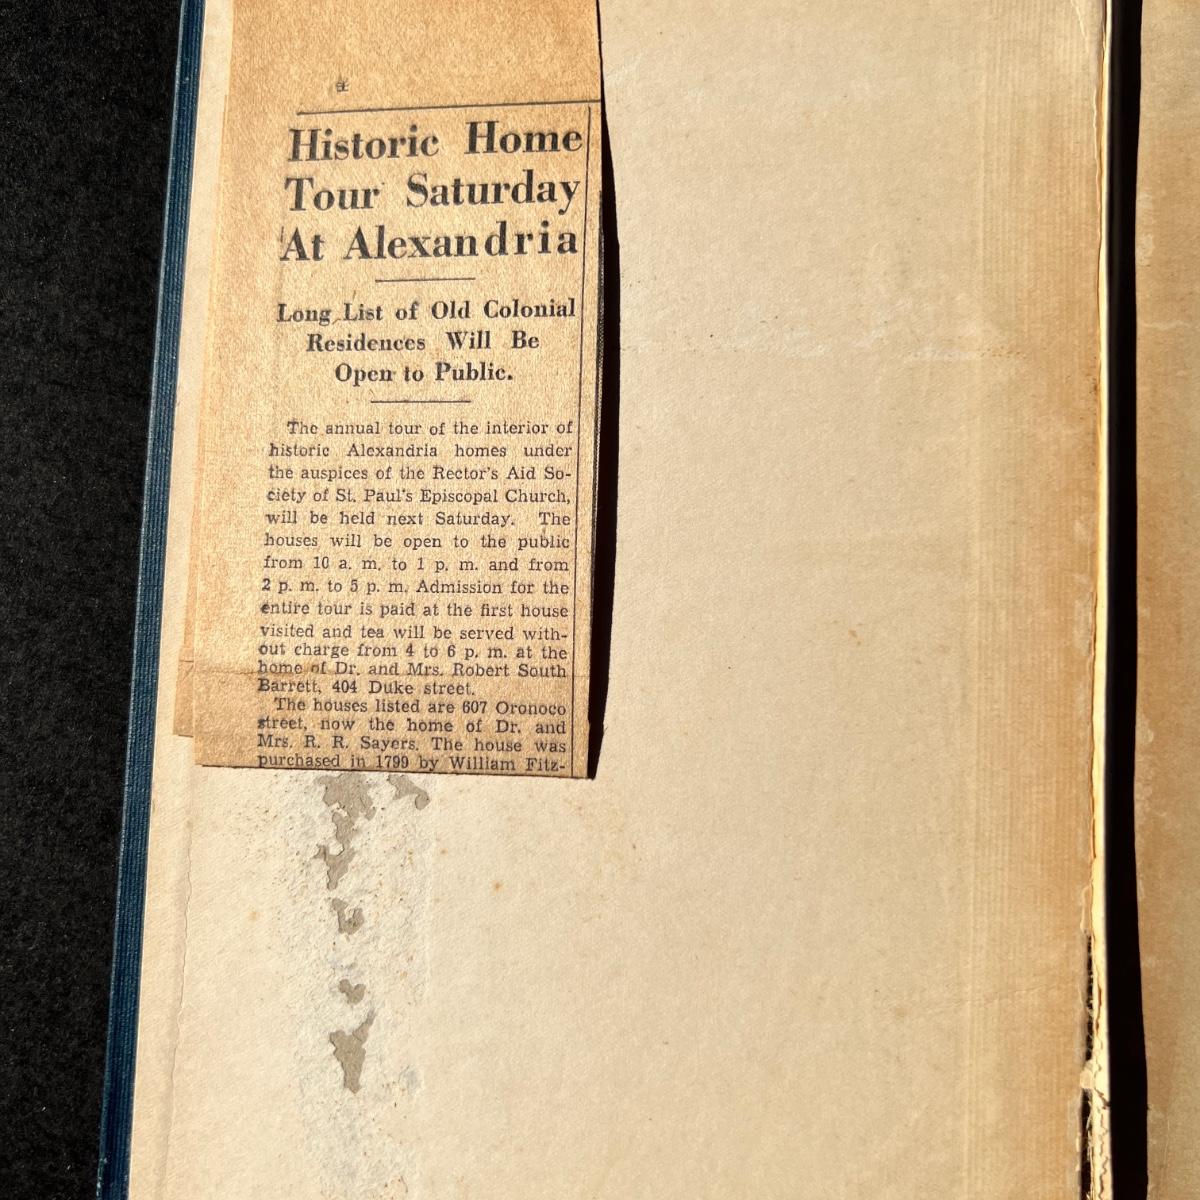 Historic Home
Tour Saturday
At Alexandria
Long List of Old Colonial
Residences Will Be
Open to Public.
The annual tour of the interior of
historic Alexandria homes under
the auspices of the Rector's Aid So-
ciety of St. Paul's Episcopal Church,
will be held next Saturday. The
houses will be open to the public
from 10 a. m. to 1 p. m. and from
2 p. m. to 5 p. m. Admission for the
entire tour is paid at the first house
visited and tea will be served with-
out charge from 4 to 6 p. m. at the
home of Dr. and Mrs. Robert South
Barrett, 404 Duke street.
The houses listed are 607 Oronoco
street, now the home of Dr. and
Mrs. R. R. Sayers. The house was
purchased in 1799 by William Fitz-